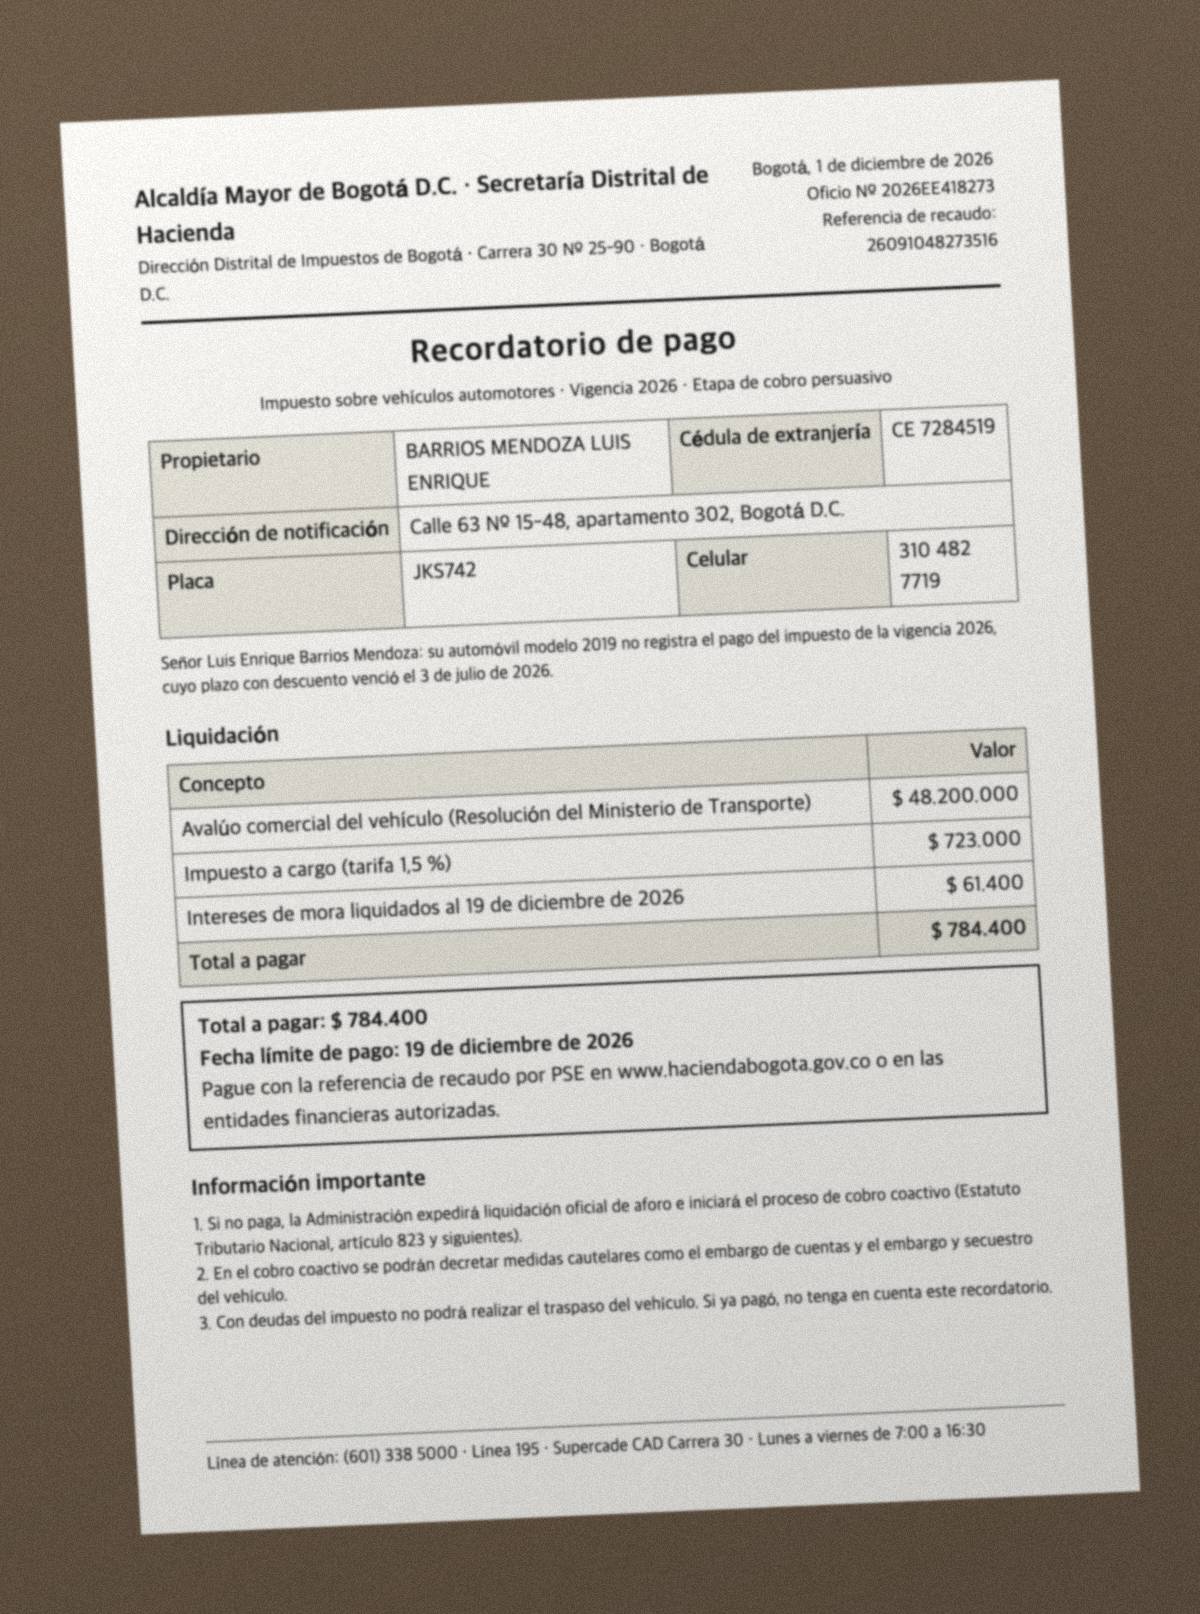 Alcaldía Mayor de Bogotá D.C. · Secretaría Distrital de
Hacienda
Dirección Distrital de Impuestos de Bogotá · Carrera 30 Nº 25-90 · Bogotá
D.C.
Bogotá, 1 de diciembre de 2026
Oficio Nº 2026EE418273
Referencia de recaudo:
26091048273516
Recordatorio de pago
Impuesto sobre vehículos automotores · Vigencia 2026 · Etapa de cobro persuasivo
Propietario
BARRIOS MENDOZA LUIS
ENRIQUE
Cédula de extranjería
CE 7284519
Dirección de notificación
Calle 63 Nº 15-48, apartamento 302, Bogotá D.C.
Placa
JKS742
Celular
310 482
7719
Señor Luis Enrique Barrios Mendoza: su automóvil modelo 2019 no registra el pago del impuesto de la vigencia 2026,
cuyo plazo con descuento venció el 3 de julio de 2026.
Liquidación
Concepto Valor
Avalúo comercial del vehículo (Resolución del Ministerio de Transporte) $ 48.200.000
Impuesto a cargo (tarifa 1,5 %) $ 723.000
Intereses de mora liquidados al 19 de diciembre de 2026 $ 61.400
Total a pagar $ 784.400
Total a pagar: $ 784.400
Fecha límite de pago: 19 de diciembre de 2026
Pague con la referencia de recaudo por PSE en www.haciendabogota.gov.co o en las
entidades financieras autorizadas.
Información importante
1. Si no paga, la Administración expedirá liquidación oficial de aforo e iniciará el proceso de cobro coactivo (Estatuto
Tributario Nacional, artículo 823 y siguientes).
2. En el cobro coactivo se podrán decretar medidas cautelares como el embargo de cuentas y el embargo y secuestro
del vehículo.
3. Con deudas del impuesto no podrá realizar el traspaso del vehículo. Si ya pagó, no tenga en cuenta este recordatorio.
Línea de atención: (601) 338 5000 · Línea 195 · Supercade CAD Carrera 30 · Lunes a viernes de 7:00 a 16:30